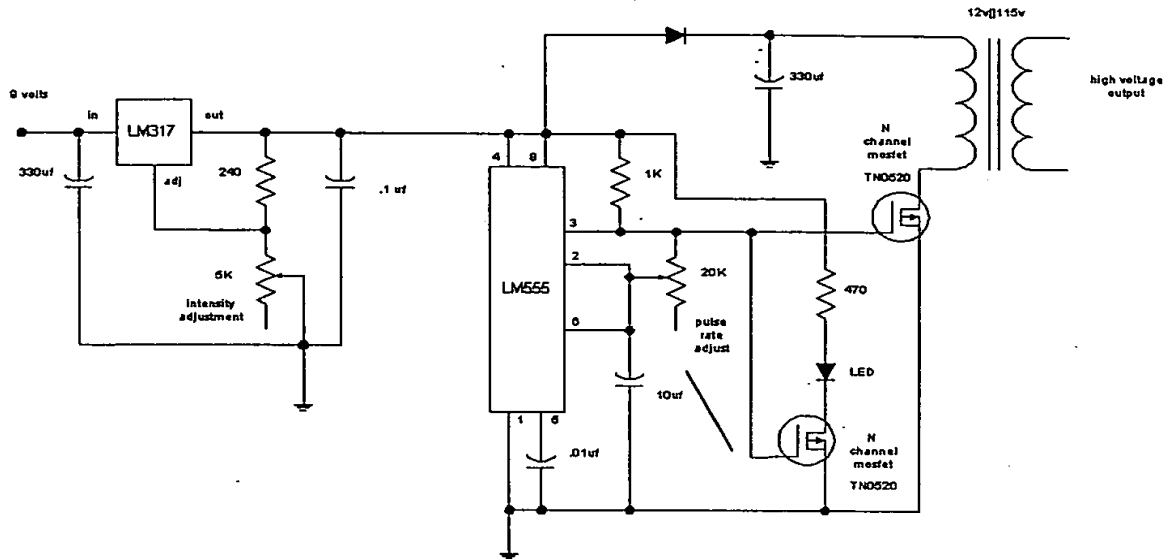 12v[]115v
330uf
high voltage
output
9 volts
in
LM317
out
adj
330uf
240
.1 uf
5K
intensity
adjustment
4
8
1K
3
2
6
LM555
20K
pulse
rate
adjust
N
channel
mosfet
TN0520
470
LED
10uf
1
5
.01uf
N
channel
mosfet
TN0520